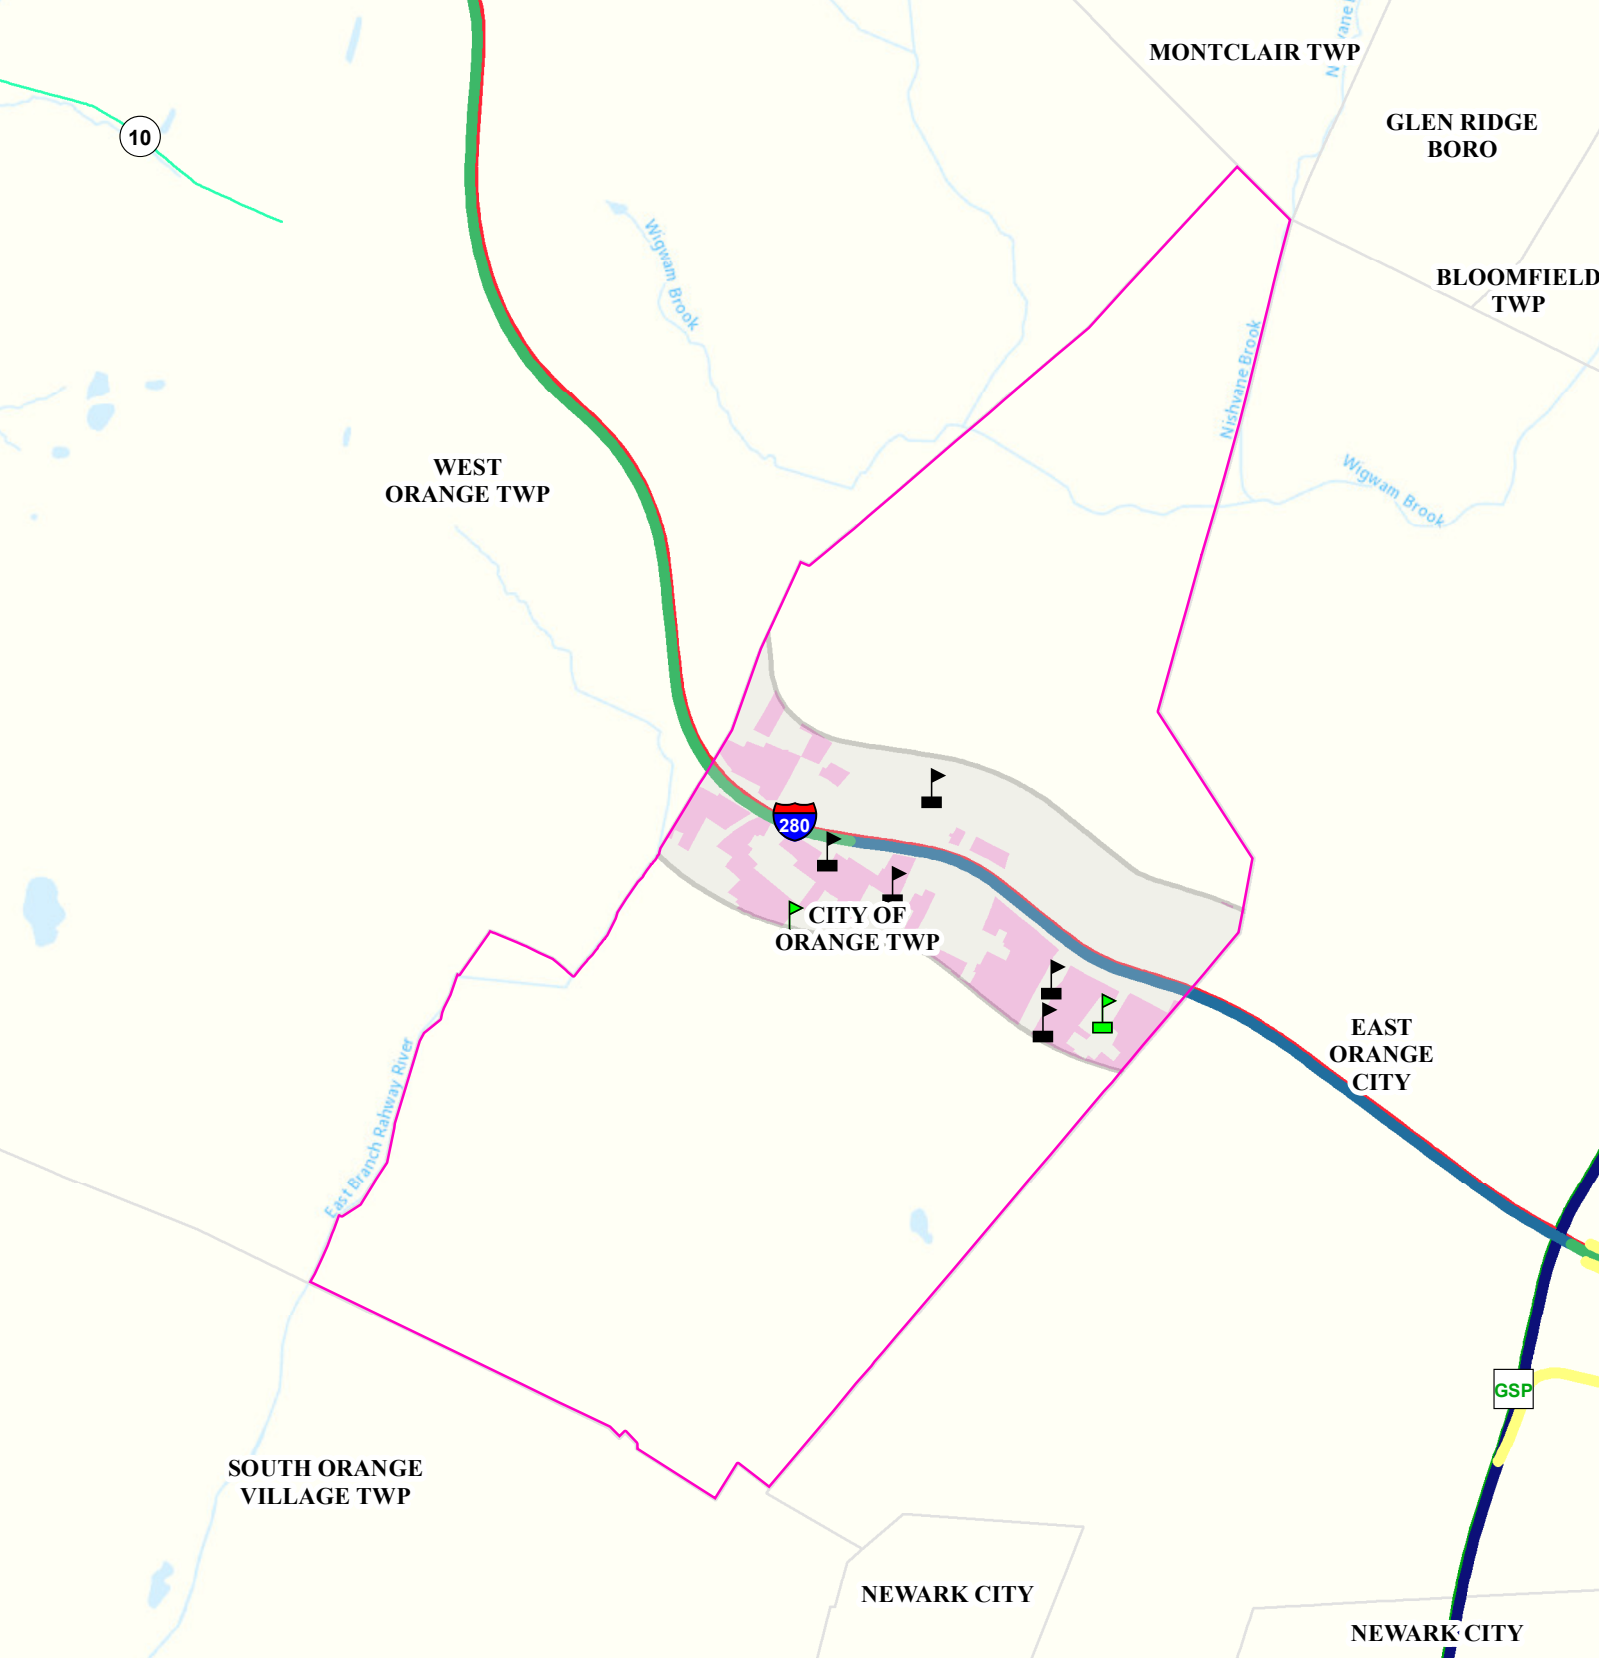 MONTCLAIR TWP
GLEN RIDGE
BORO
10
Wigwam Brook
BLOOMFIELD
TWP
Nishvane Brook
WEST
ORANGE TWP
Wigwam Brook
280
CITY OF
ORANGE TWP
EAST
ORANGE
CITY
East Branch Rahway River
GSP
SOUTH ORANGE
VILLAGE TWP
NEWARK CITY
NEWARK CITY